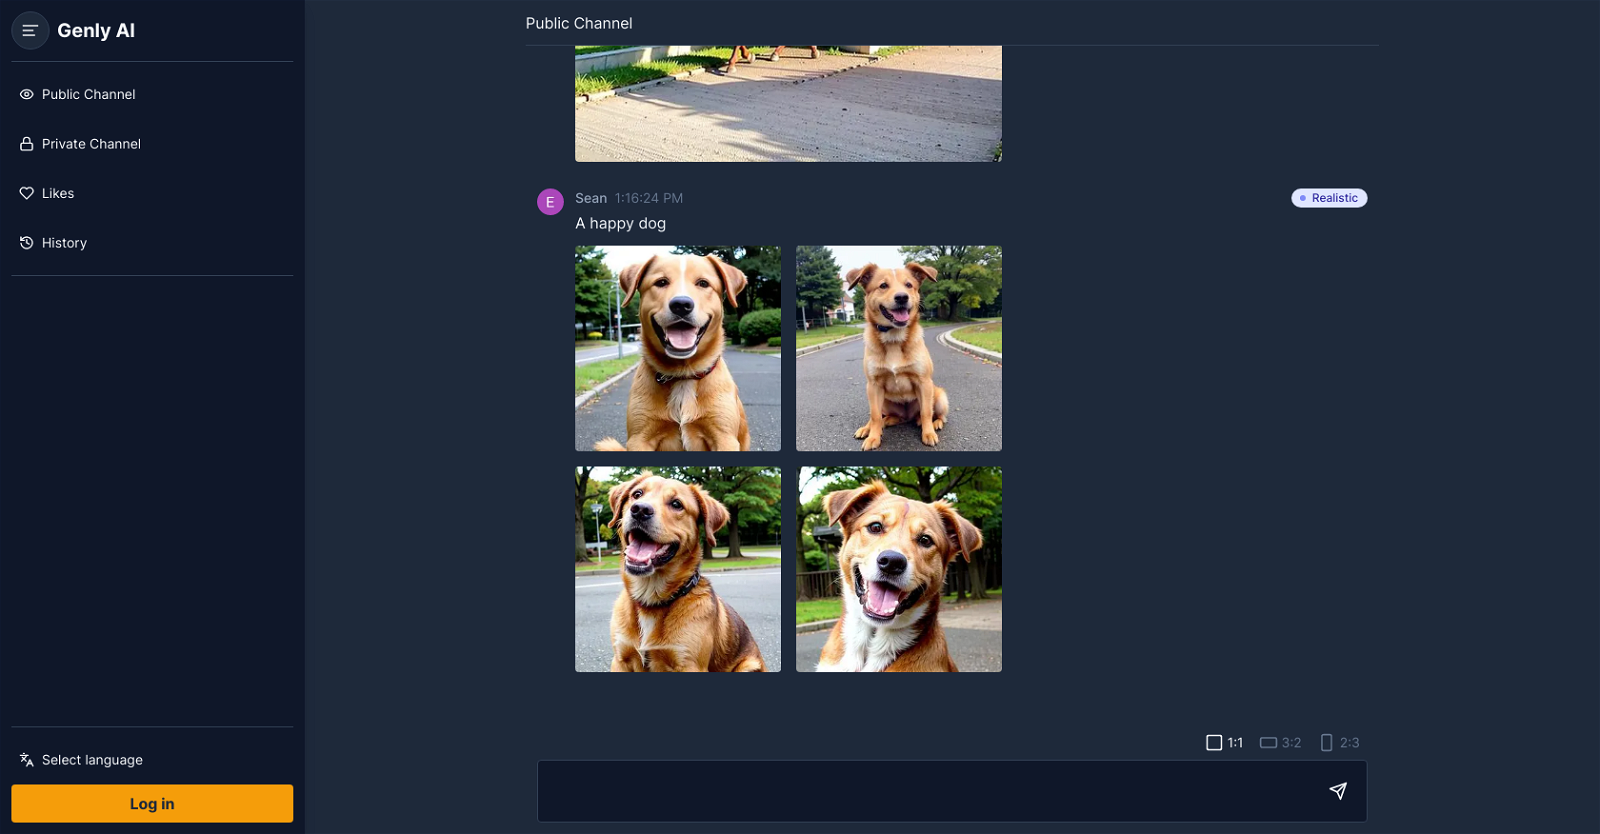 Genly AI
Public Channel
Private Channel
Likes
History
Select language
Log in
Public Channel
E
Sean 1:16:24 PM
Realistic
A happy dog
1:1 3:2 2:3